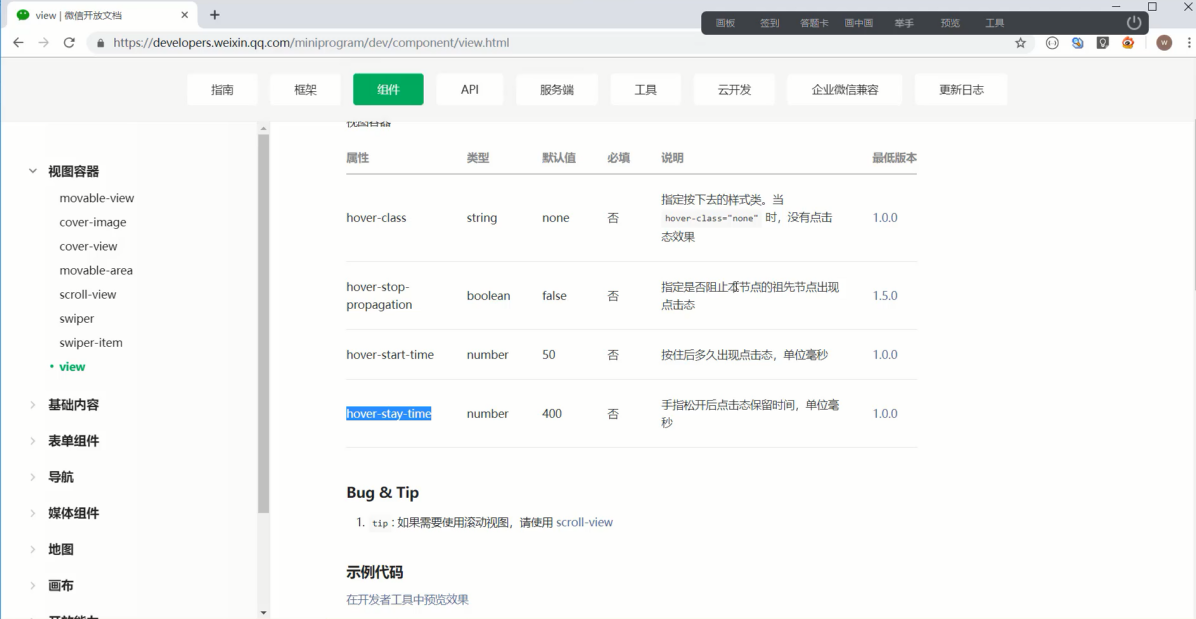 view | 微信开放文档
画板 签到 答题卡 画中画 举手 预览 工具
https://developers.weixin.qq.com/miniprogram/dev/component/view.html
W
指南 框架 组件 API 服务端 工具 云开发 企业微信兼容 更新日志
视图容器
movable-view
cover-image
cover-view
movable-area
scroll-view
swiper
swiper-item
view
基础内容
表单组件
导航
媒体组件
地图
画布
开放能力
视图容器
属性 类型 默认值 必填 说明 最低版本
指定按下去的样式类。当
hover-class string none 否 hover-class="none" 时，没有点击 1.0.0
态效果
hover-stop- 指定是否阻止本节点的祖先节点出现
propagation boolean false 否 点击态 1.5.0
hover-start-time number 50 否 按住后多久出现点击态，单位毫秒 1.0.0
hover-stay-time number 400 否 手指松开后点击态保留时间，单位毫 1.0.0
秒
Bug & Tip
1. tip : 如果需要使用滚动视图，请使用 scroll-view
示例代码
在开发者工具中预览效果